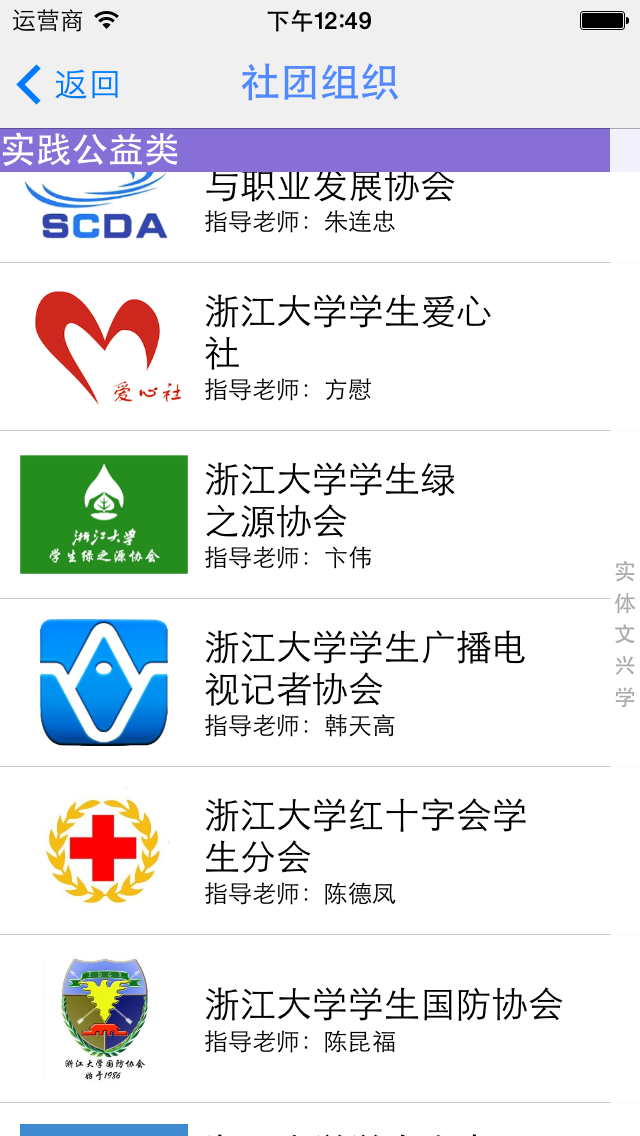 运营商
下午12:49
返回
社团组织
实践公益类
与职业发展协会
SCDA
指导老师：朱连忠
浙江大学学生爱心
社
爱心社
指导老师：方慰
浙江大学学生绿
之源协会
浙江大学
学生绿之源协会
指导老师：卞伟
实
体
文
兴
学
浙江大学学生广播电
视记者协会
指导老师：韩天高
浙江大学红十字会学
生分会
指导老师：陈德凤
浙江大学学生国防协会
指导老师：陈昆福
浙江大学国防协会
始于1986